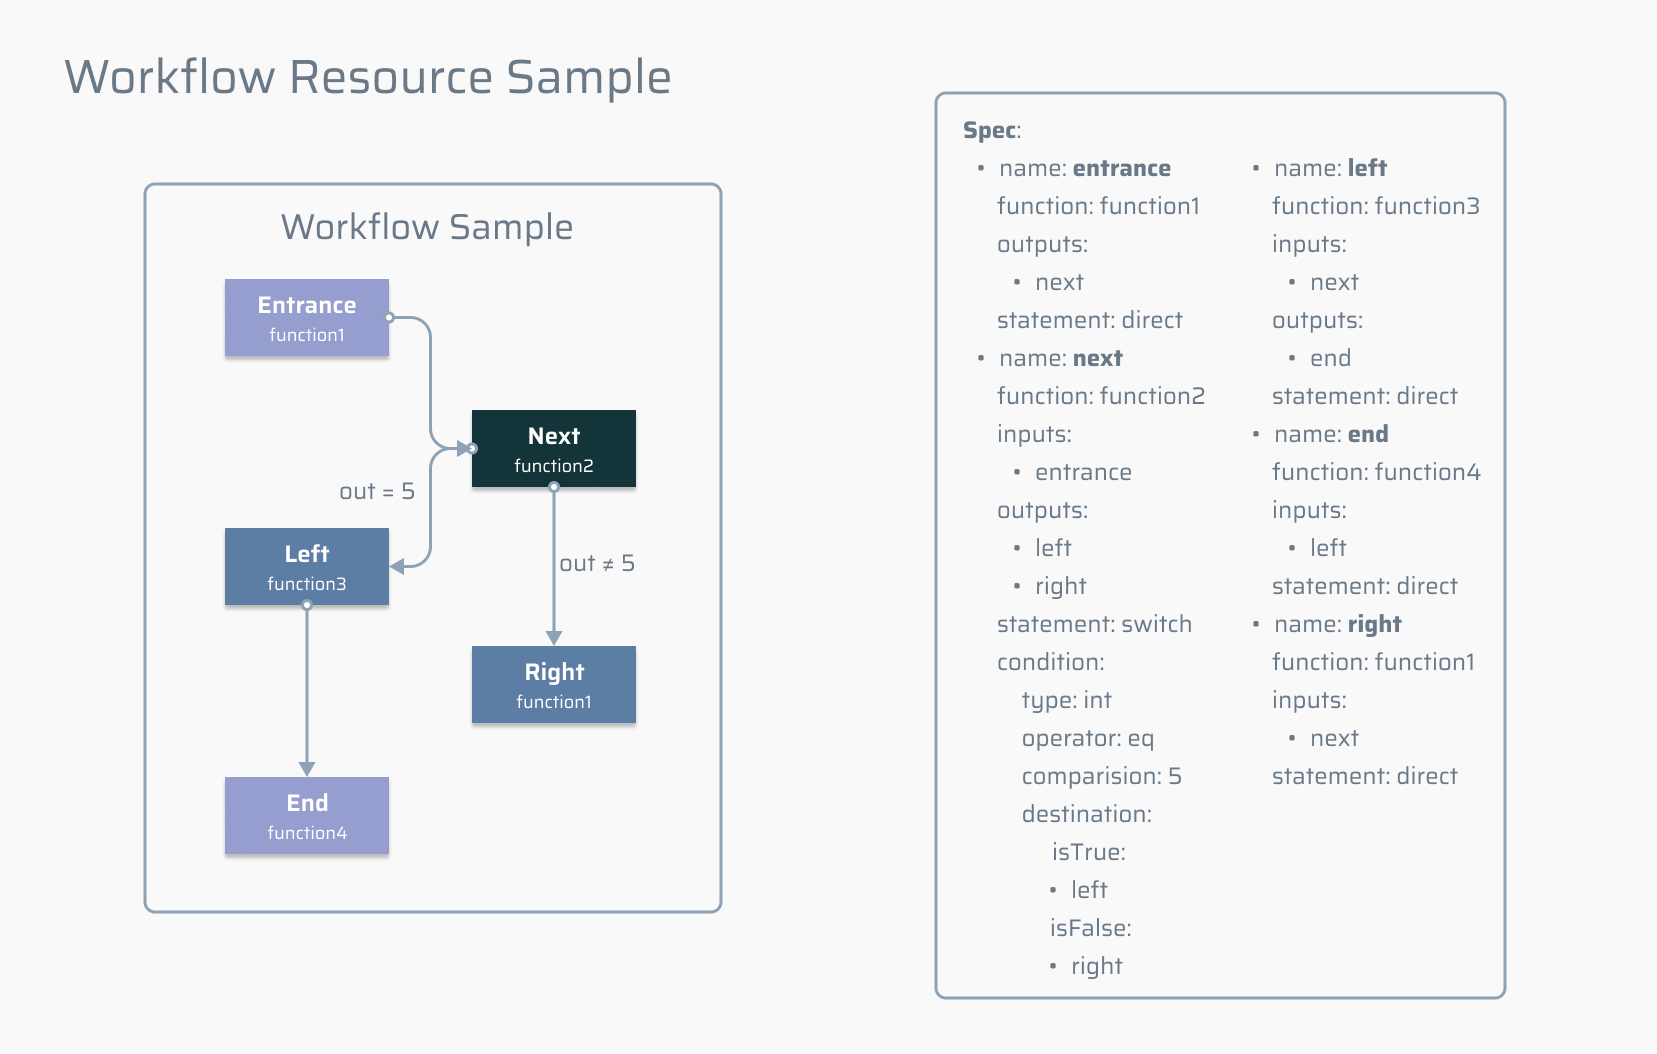 Workflow Resource Sample
Workflow Sample
Entrance
function1
Next
function2
out = 5
Left
function3
out ≠ 5
Right
function1
End
function4
Spec:
• name: entrance
function: function1
outputs:
• next
statement: direct
• name: next
function: function2
inputs:
• entrance
outputs:
• left
• right
statement: switch
condition:
type: int
operator: eq
comparision: 5
destination:
isTrue:
• left
isFalse:
• right
• name: left
function: function3
inputs:
• next
outputs:
• end
statement: direct
• name: end
function: function4
inputs:
• left
statement: direct
• name: right
function: function1
inputs:
• next
statement: direct